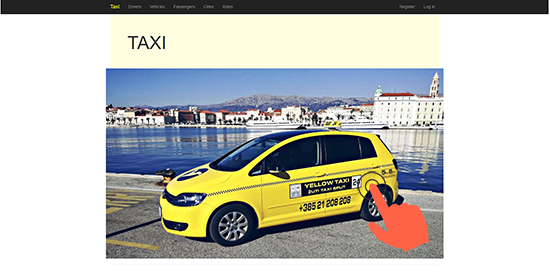 Taxi Drivers Vehicles Passengers Cities Rides Register Log in
TAXI
YELLOW TAXI
ŽUTI TAXI SPLIT
+385 21 208 208